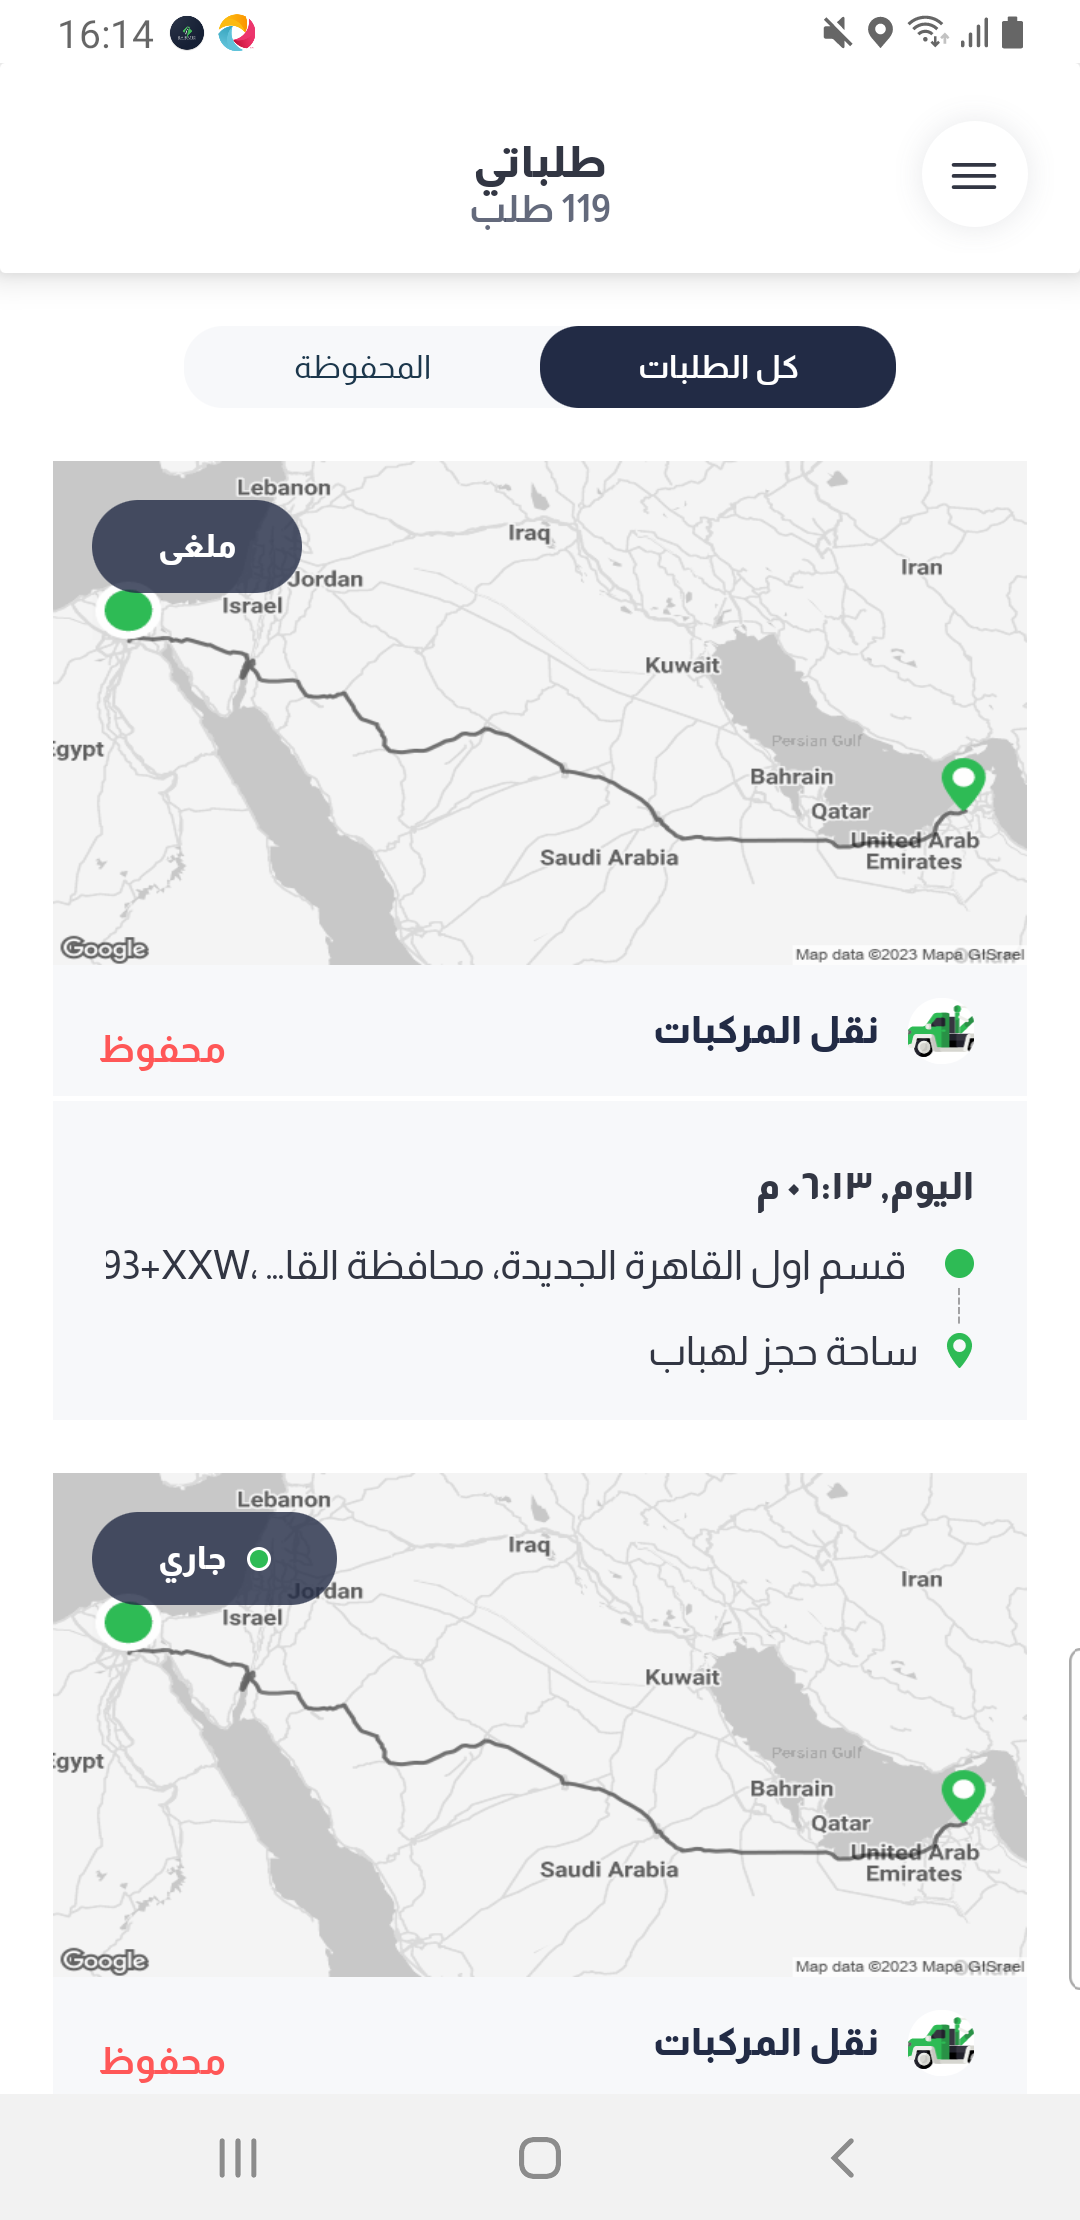 16:14
طلباتي
119 طلب
كل الطلبات
المحفوظة
Lebanon
ملغى
Iraq
Iran
Jordan
Israel
Kuwait
Egypt
Persian Gulf
Bahrain
Qatar
United Arab
Emirates
Saudi Arabia
Google
Map data ©2023 Mapa GISrael
نقل المركبات
محفوظ
اليوم, ٠٦:١٣ م
93+XXW، قسم اول القاهرة الجديدة، محافظة القا...
ساحة حجز لهباب
Lebanon
جاري
Iraq
Iran
Jordan
Israel
Kuwait
Egypt
Persian Gulf
Bahrain
Qatar
United Arab
Emirates
Saudi Arabia
Google
Map data ©2023 Mapa GISrael
نقل المركبات
محفوظ